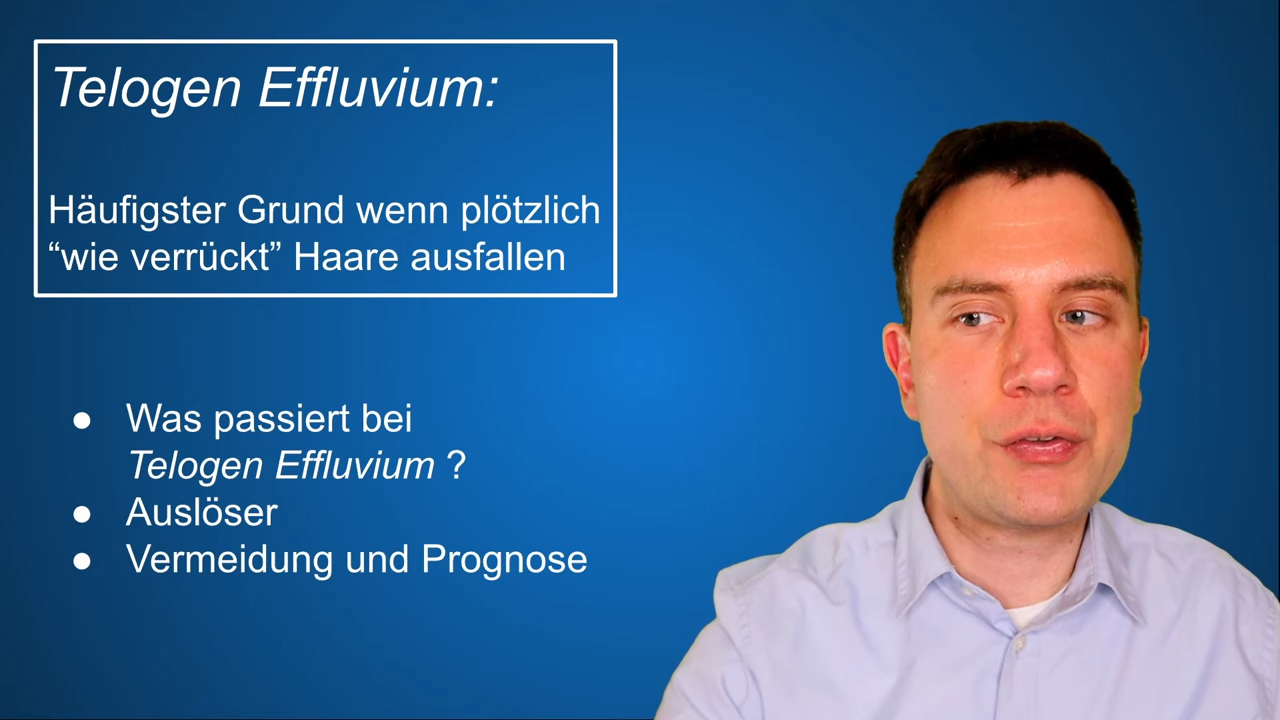 Telogen Effluvium:
Häufigster Grund wenn plötzlich
“wie verrückt” Haare ausfallen
● Was passiert bei
Telogen Effluvium ?
● Auslöser
● Vermeidung und Prognose